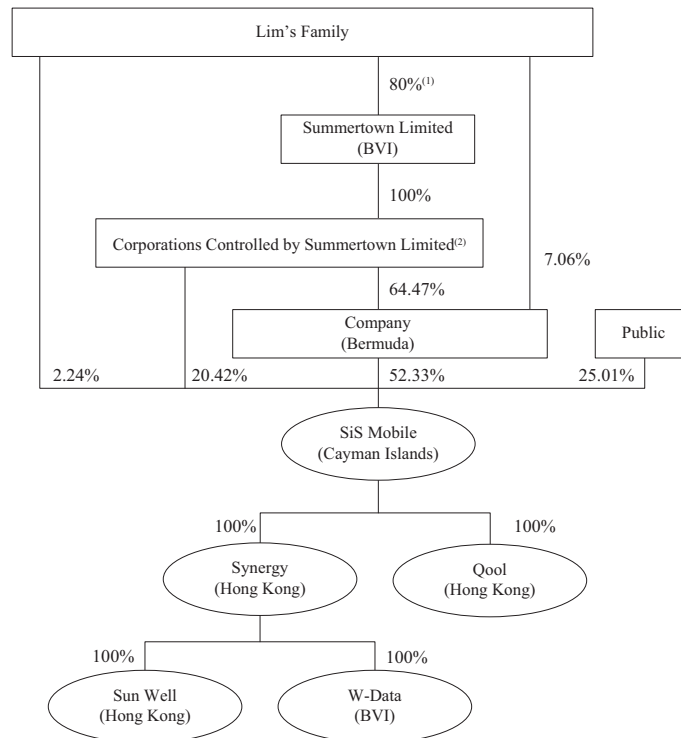 Lim’s Family
80%(1)
Summertown Limited
(BVI)
100%
Corporations Controlled by Summertown Limited(2)
7.06%
64.47%
Company
(Bermuda)
Public
2.24%
20.42%
52.33%
25.01%
SiS Mobile
(Cayman Islands)
100%
100%
Synergy
(Hong Kong)
Qool
(Hong Kong)
100%
100%
Sun Well
(Hong Kong)
W-Data
(BVI)